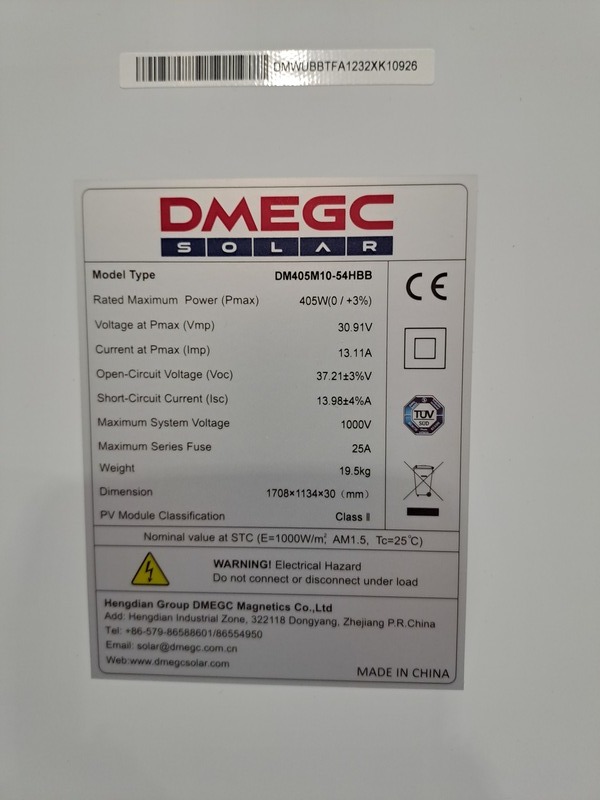 DMWUBBTFA1232XK10926
DMEGC
SOLAR
Model Type DM405M10-54HBB
Rated Maximum Power (Pmax) 405W(0 / +3%)
Voltage at Pmax (Vmp) 30.91V
Current at Pmax (Imp) 13.11A
Open-Circuit Voltage (Voc) 37.21±3%V
Short-Circuit Current (Isc) 13.98±4%A
Maximum System Voltage 1000V
Maximum Series Fuse 25A
Weight 19.5kg
Dimension 1708×1134×30（mm）
PV Module Classification Class Ⅱ
CE
TÜV
SÜD
Nominal value at STC (E=1000W/m², AM1.5, Tc=25℃)
WARNING! Electrical Hazard
Do not connect or disconnect under load
Hengdian Group DMEGC Magnetics Co.,Ltd
Add: Hengdian Industrial Zone, 322118 Dongyang, Zhejiang P.R.China
Tel: +86-579-86588601/86554950
Email: solar@dmegc.com.cn
Web:www.dmegcsolar.com
MADE IN CHINA